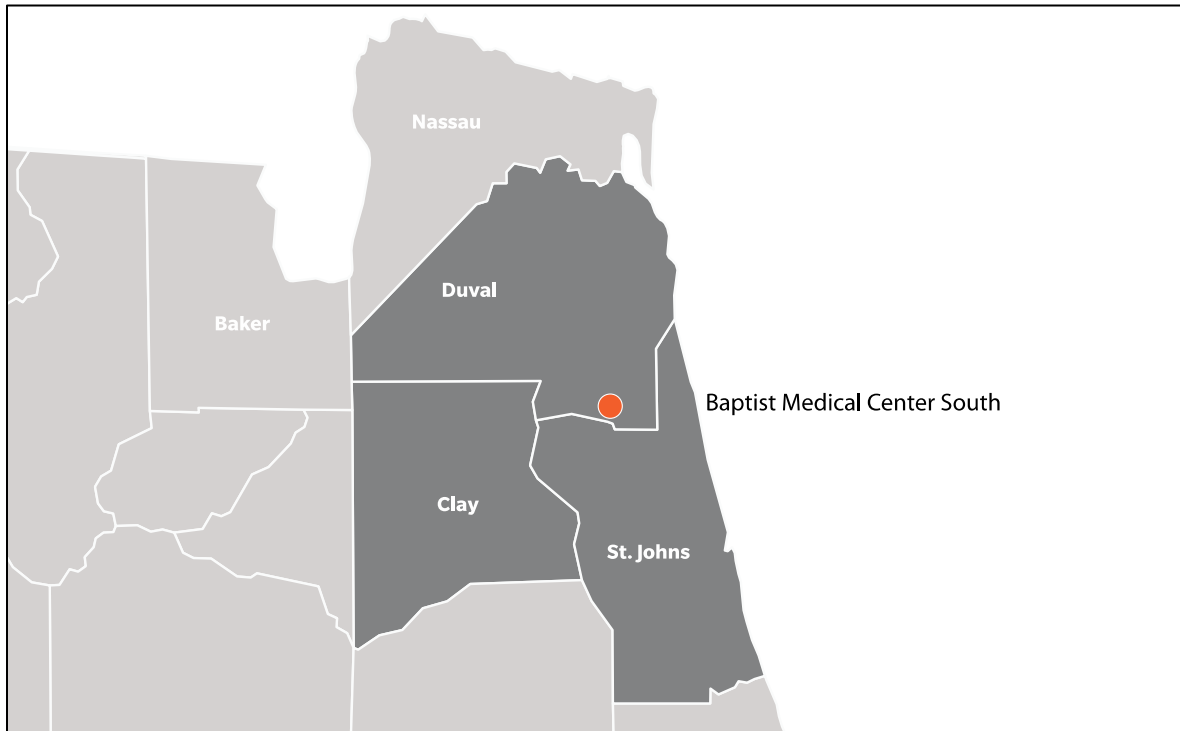 Nassau
Duval
Baker
Baptist Medical Center South
Clay
St. Johns